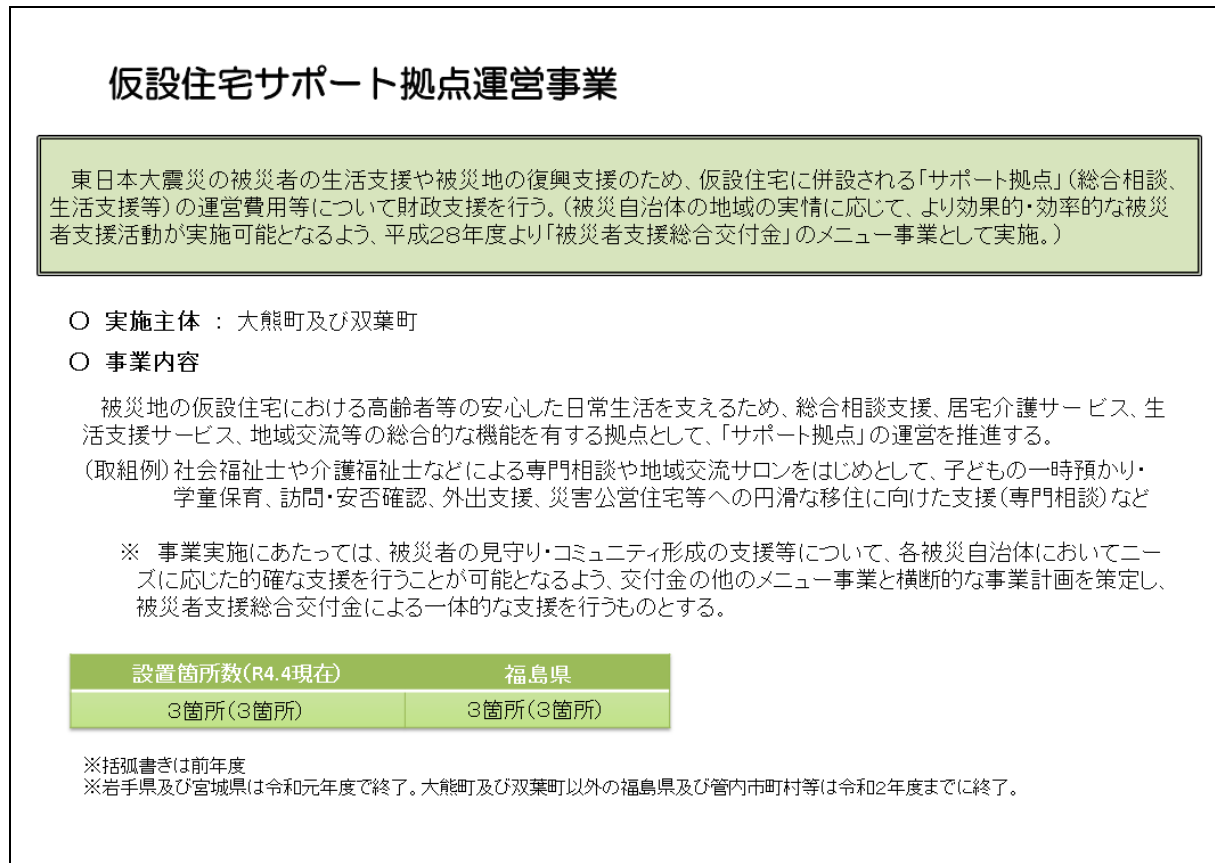 仮設住宅サポート拠点運営事業
東日本大震災の被災者の生活支援や被災地の復興支援のため、仮設住宅に併設される「サポート拠点」(総合相談、
生活支援等)の運営費用等について財政支援を行う。(被災自治体の地域の実情に応じて、より効果的・効率的な被災
者支援活動が実施可能となるよう、平成28年度より「被災者支援総合交付金」のメニュー事業として実施。)
○ 実施主体 : 大熊町及び双葉町
○ 事業内容
被災地の仮設住宅における高齢者等の安心した日常生活を支えるため、総合相談支援、居宅介護サービス、生
活支援サービス、地域交流等の総合的な機能を有する拠点として、「サポート拠点」の運営を推進する。
(取組例)社会福祉士や介護福祉士などによる専門相談や地域交流サロンをはじめとして、子どもの一時預かり・
学童保育、訪問・安否確認、外出支援、災害公営住宅等への円滑な移住に向けた支援(専門相談)など
※ 事業実施にあたっては、被災者の見守り・コミュニティ形成の支援等について、各被災自治体においてニー
ズに応じた的確な支援を行うことが可能となるよう、交付金の他のメニュー事業と横断的な事業計画を策定し、
被災者支援総合交付金による一体的な支援を行うものとする。
設置箇所数(R4.4現在) 福島県
3箇所(3箇所) 3箇所(3箇所)
※括弧書きは前年度
※岩手県及び宮城県は令和元年度で終了。大熊町及び双葉町以外の福島県及び管内市町村等は令和2年度までに終了。